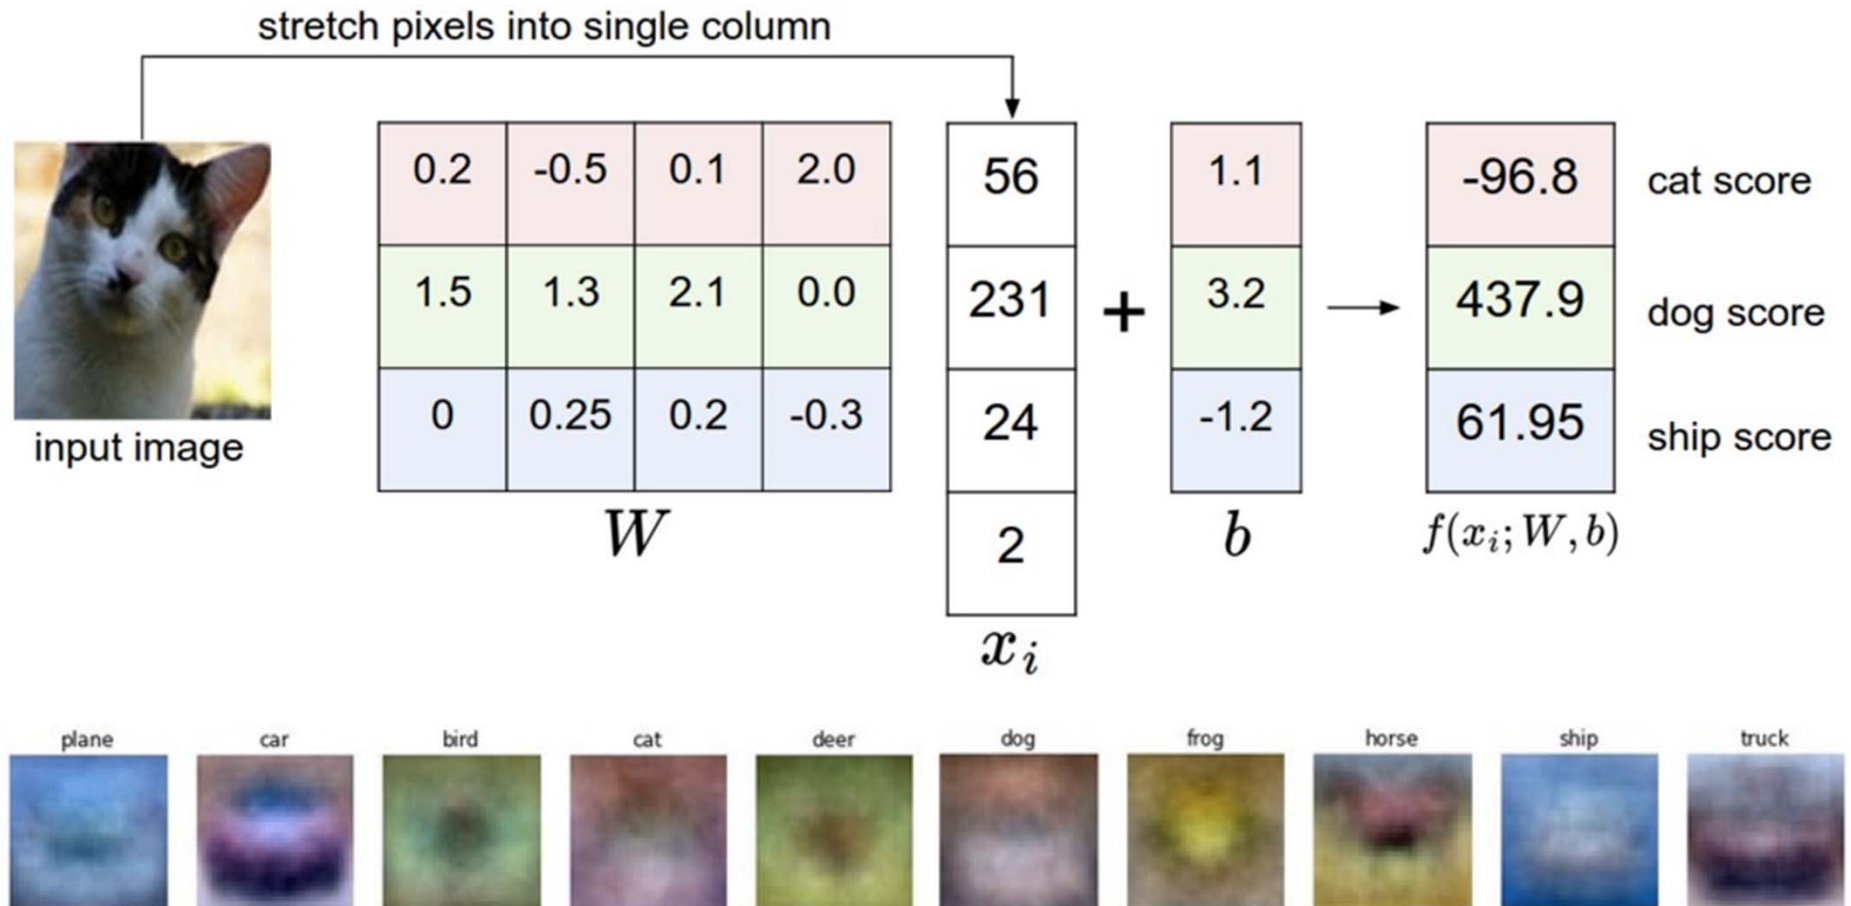 stretch pixels into single column
input image
0.2 -0.5 0.1 2.0
1.5 1.3 2.1 0.0
0 0.25 0.2 -0.3
W
56
231
24
2
x_i
+
1.1
3.2
-1.2
b
-96.8 cat score
437.9 dog score
61.95 ship score
f(x_i; W, b)
plane car bird cat deer dog frog horse ship truck